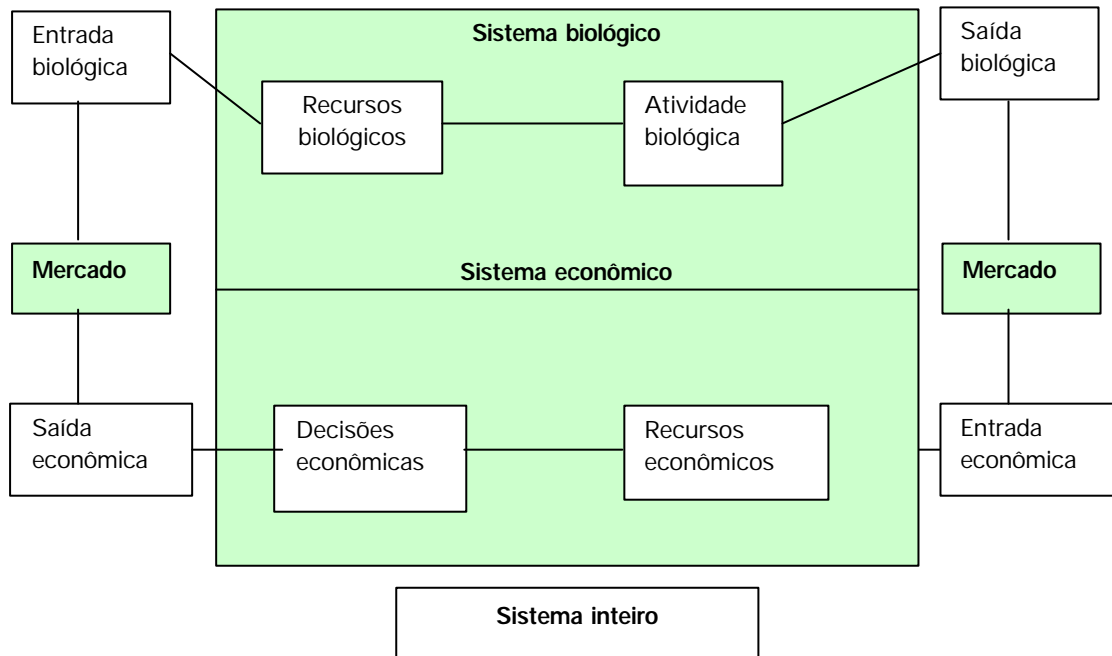 Entrada
biológica
Sistema biológico
Saída
biológica
Recursos
biológicos
Atividade
biológica
Mercado
Sistema econômico
Mercado
Saída
econômica
Decisões
econômicas
Recursos
econômicos
Entrada
econômica
Sistema inteiro